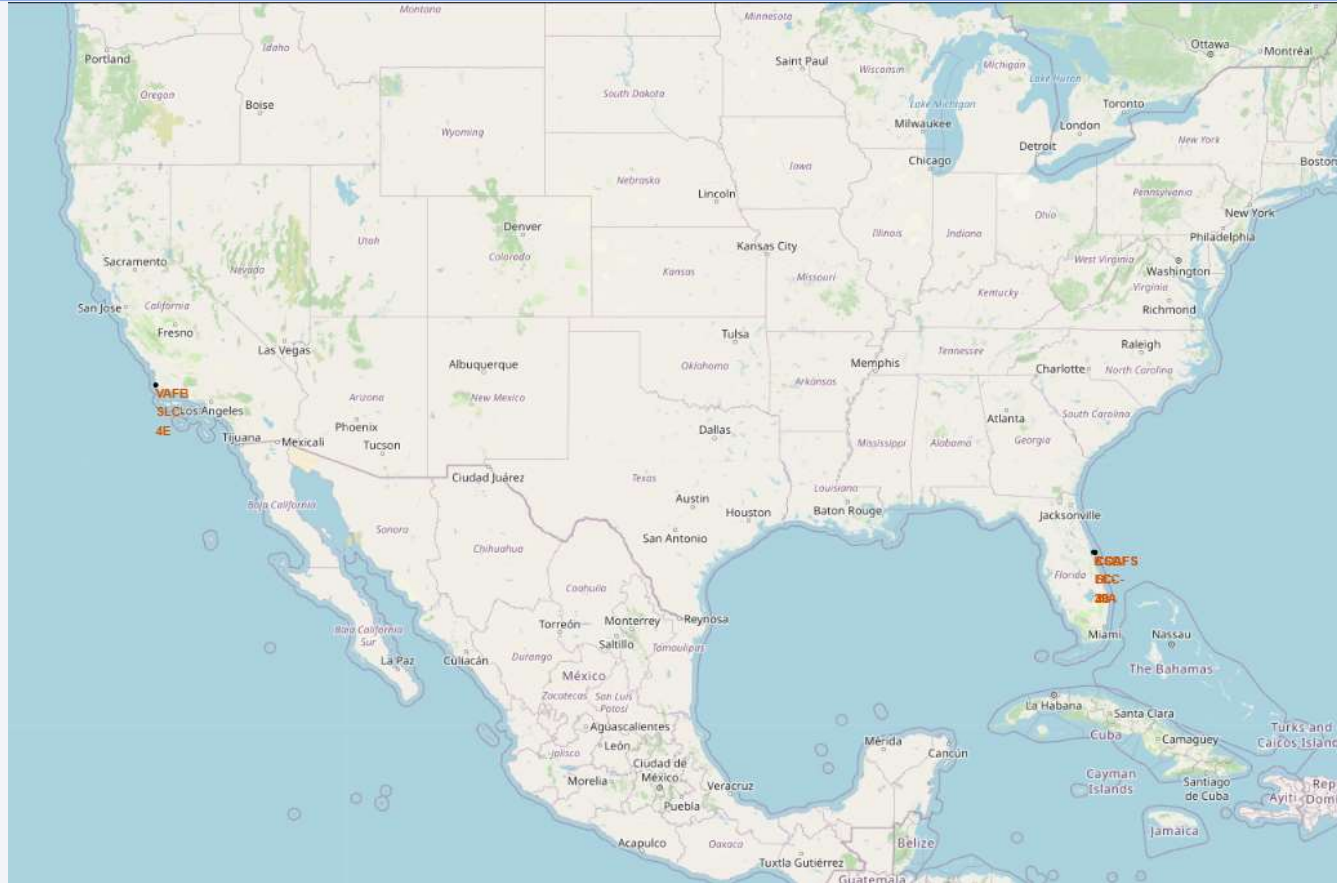 Montana
Minnesota
Ottawa
Montréal
Portland
Idaho
Saint Paul
Wisconsin
Michigan
Lake Huron
Oregon
Boise
South Dakota
Lake Michigan
Toronto
Wyoming
Milwaukee
London
New York
Chicago
Detroit
Boston
Iowa
Nebraska
Lincoln
Pennsylvania
New York
Denver
Utah
Colorado
Kansas City
Illinois
Indiana
Ohio
Philadelphia
Sacramento
Nevada
Kansas
Missouri
West Virginia
Washington
Virginia
San Jose
California
Kentucky
Richmond
Fresno
Las Vegas
Tulsa
Raleigh
Albuquerque
Oklahoma
Memphis
Tennessee
Charlotte
North Carolina
VAFB
SLC-
4E
Los Angeles
Arizona
New Mexico
Arkansas
South Carolina
Phoenix
Atlanta
Tijuana
Mexicali
Tucson
Dallas
Mississippi
Alabama
Georgia
Ciudad Juárez
Texas
Louisiana
Baja California
Austin
Houston
Baton Rouge
Jacksonville
Sonora
San Antonio
Chihuahua
Florida
Coahuila
Baja California
Sur
Torreón
Monterrey
Reynosa
Saltillo
Tamaulipas
Miami
Nassau
La Paz
Culiacán
Durango
The Bahamas
México
Zacatecas
San Luis
Potosí
La Habana
Santa Clara
Aguascalientes
Cuba
Camaguey
Turks and
Jalisco
León
Mérida
Cancún
Ciudad de
México
Cayman
Islands
Santiago
de Cuba
Morelia
Veracruz
Puebla
Ayiti
Jamaica
Acapulco
Oaxaca
Belize
Tuxtla Gutiérrez
Guatemala